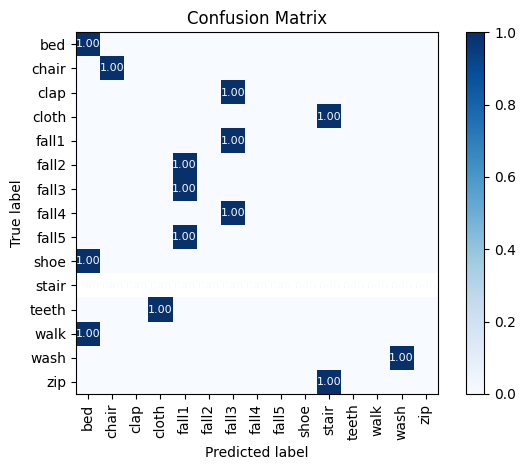 Confusion Matrix
True label
bed 1.00
chair 1.00
clap 1.00
cloth 1.00
fall1 1.00
fall2 1.00
fall3 1.00
fall4 1.00
fall5 1.00
shoe 1.00
stair
teeth 1.00
walk 1.00
wash 1.00
zip 1.00
bed chair clap cloth fall1 fall2 fall3 fall4 fall5 shoe stair teeth walk wash zip
Predicted label
1.0
0.8
0.6
0.4
0.2
0.0